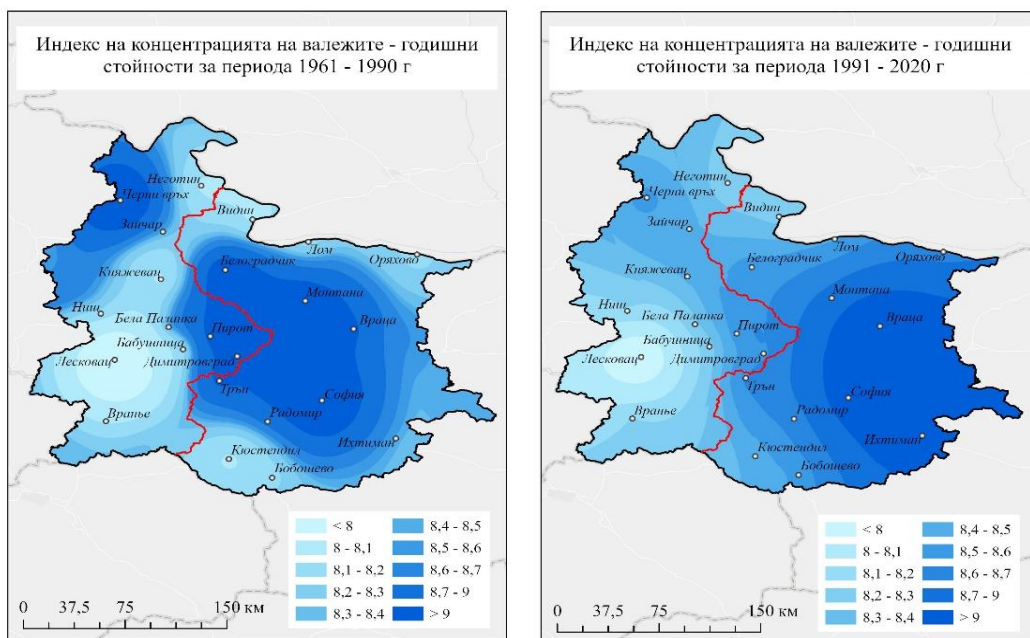 Индекс на концентрацията на валежите - годишни
стойности за периода 1961 - 1990 г
Неготин
Черни връх
Видин
Зайчар
Лом
Оряхово
Белоградчик
Княжевац
Монтана
Ниш
Бела Паланка
Враца
Пирот
Бабушница
Лесковац
Димитровград
Трън
София
Вранье
Радомир
Ихтиман
Кюстендил
Бобошево
< 8
8 - 8,1
8,1 - 8,2
8,2 - 8,3
8,3 - 8,4
8,4 - 8,5
8,5 - 8,6
8,6 - 8,7
8,7 - 9
> 9
0 37,5 75 150 км
Индекс на концентрацията на валежите - годишни
стойности за периода 1991 - 2020 г
Неготин
Черни връх
Видин
Зайчар
Лом
Оряхово
Белоградчик
Княжевац
Монтана
Ниш
Бела Паланка
Враца
Пирот
Бабушница
Лесковац
Димитровград
Трън
София
Вранье
Радомир
Ихтиман
Кюстендил
Бобошево
< 8
8 - 8,1
8,1 - 8,2
8,2 - 8,3
8,3 - 8,4
8,4 - 8,5
8,5 - 8,6
8,6 - 8,7
8,7 - 9
> 9
0 37,5 75 150 км